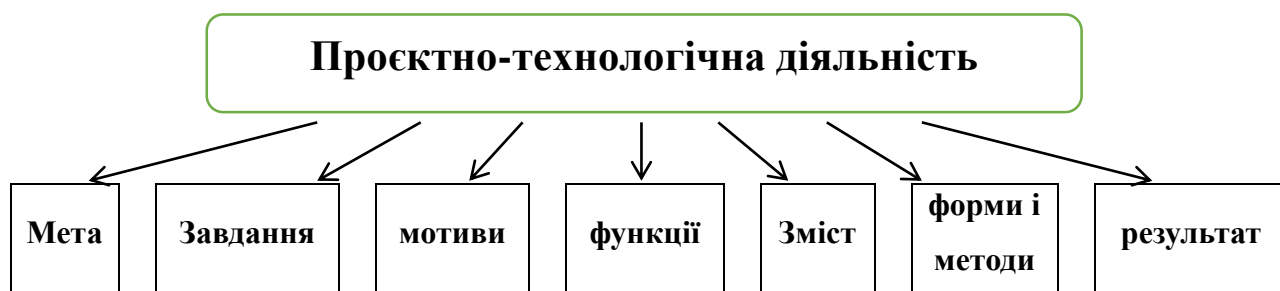 Проєктно-технологічна діяльність
Мета
Завдання
мотиви
функції
Зміст
форми і
методи
результат